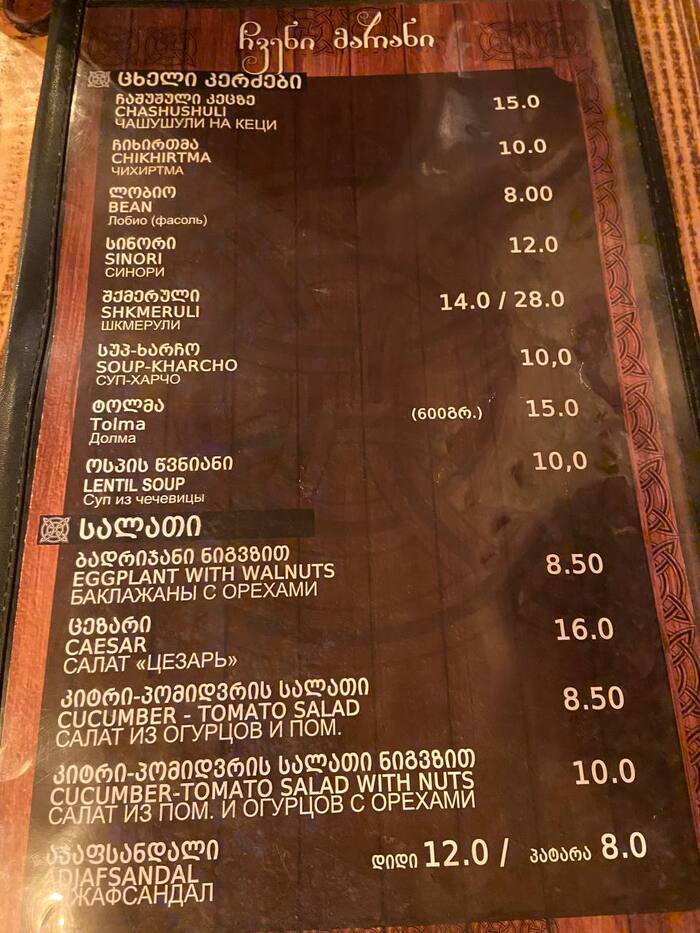 ჩვენი მარანი
ცხელი კერძები
ჩაშუშული კეცზე
CHASHUSHULI 15.0
ЧАШУШУЛИ НА КЕЦИ
ჩიხირთმა
CHIKHIRTMA 10.0
ЧИХИРТМА
ლობიო
BEAN 8.00
Лобио (фасоль)
სინორი
SINORI 12.0
СИНОРИ
შქმერული
SHKMERULI 14.0 / 28.0
ШКМЕРУЛИ
სუპ-ხარჩო
SOUP-KHARCHO 10,0
СУП-ХАРЧО
ტოლმა
Tolma (600გრ.) 15.0
Долма
ოსპის წვნიანი
LENTIL SOUP 10,0
Суп из чечевицы
სალათი
ბადრიჯანი ნიგვზით
EGGPLANT WITH WALNUTS 8.50
БАКЛАЖАНЫ С ОРЕХАМИ
ცეზარი
CAESAR 16.0
САЛАТ «ЦЕЗАРЬ»
კიტრი-პომიდვრის სალათი
CUCUMBER - TOMATO SALAD 8.50
САЛАТ ИЗ ОГУРЦОВ И ПОМ.
კიტრი-პომიდვრის სალათი ნიგვზით
CUCUMBER-TOMATO SALAD WITH NUTS 10.0
САЛАТ ИЗ ПОМ. И ОГУРЦОВ С ОРЕХАМИ
აჯაფსანდალი დიდი 12.0 / პატარა 8.0
ADJAFSANDAL
ДЖАФСАНДАЛ